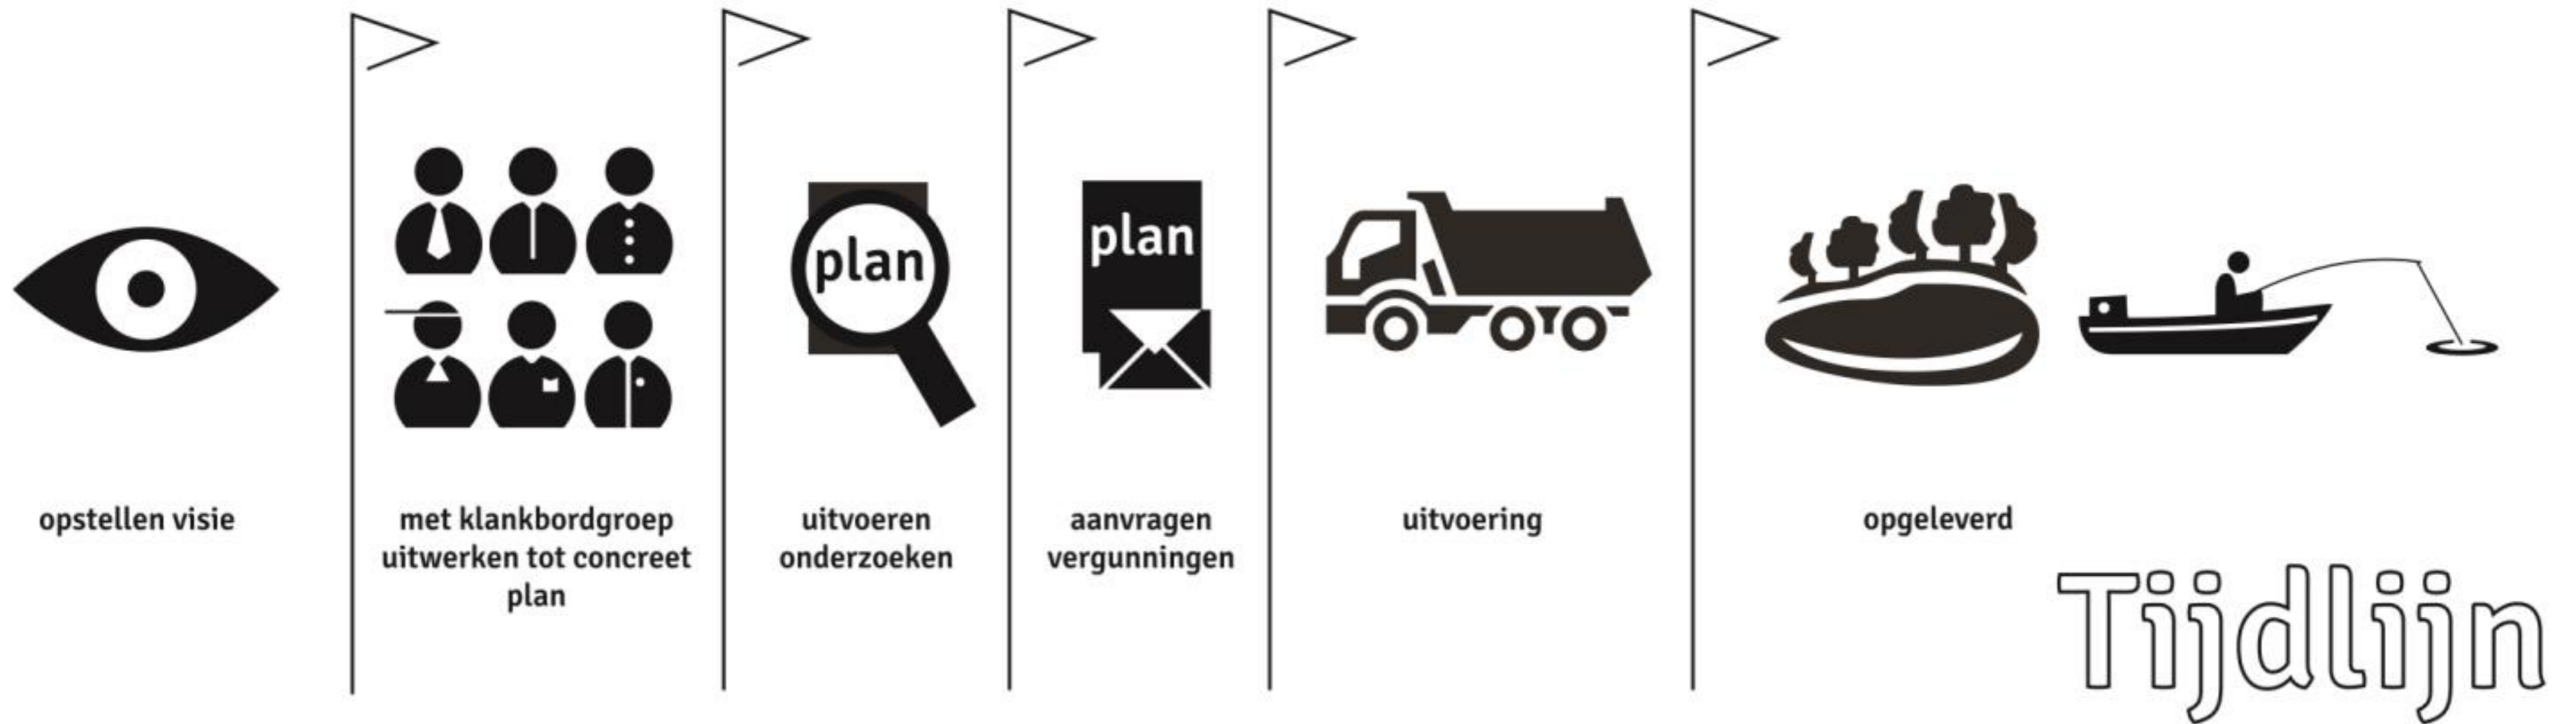 opstellen visie
met klankbordgroep
uitwerken tot concreet
plan
plan
uitvoeren
onderzoeken
plan
aanvragen
vergunningen
uitvoering
opgeleverd
Tijdlijn